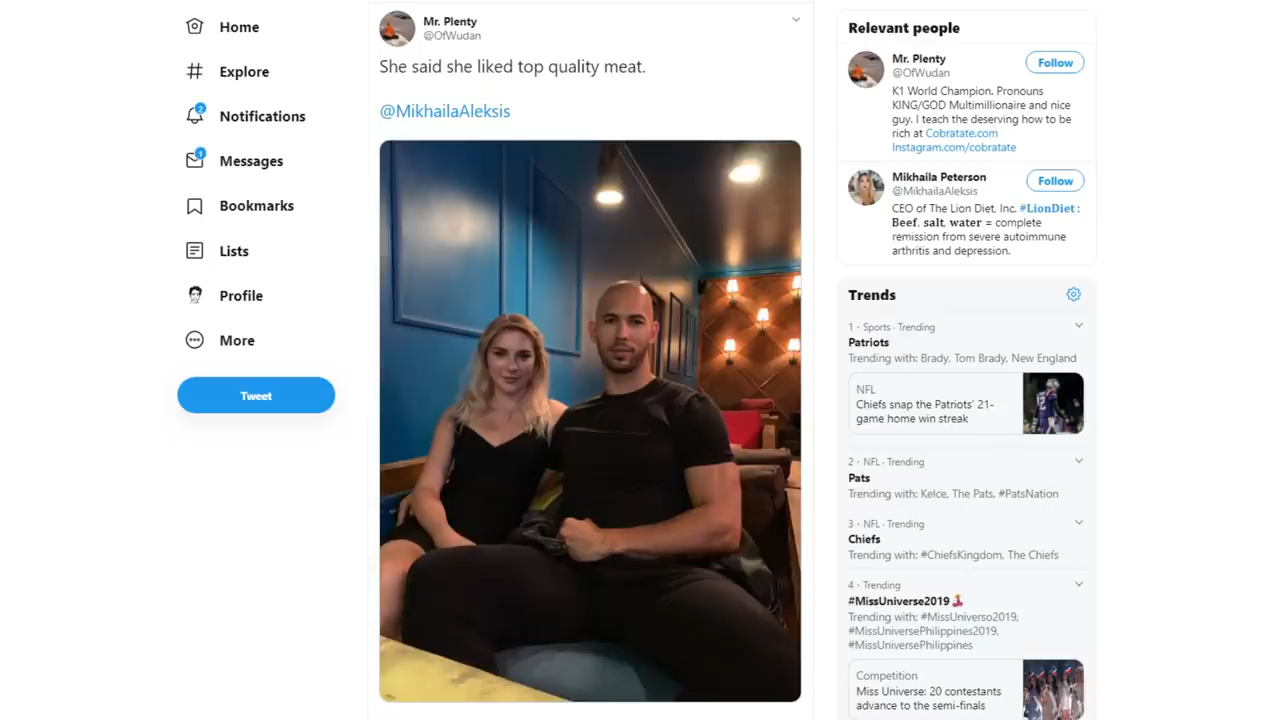 Home
Explore
2
Notifications
1
Messages
Bookmarks
Lists
Profile
More
Tweet
Mr. Plenty
@OfWudan
She said she liked top quality meat.
@MikhailaAleksis
Relevant people
Mr. Plenty
@OfWudan
Follow
K1 World Champion. Pronouns
KING/GOD Multimillionaire and nice
guy. I teach the deserving how to be
rich at Cobratate.com
Instagram.com/cobratate
Mikhaila Peterson
@MikhailaAleksis
Follow
CEO of The Lion Diet, Inc. #LionDiet :
Beef, salt, water = complete
remission from severe autoimmune
arthritis and depression.
Trends
1 · Sports · Trending
Patriots
Trending with: Brady, Tom Brady, New England
NFL
Chiefs snap the Patriots' 21-
game home win streak
2 · NFL · Trending
Pats
Trending with: Kelce, The Pats, #PatsNation
3 · NFL · Trending
Chiefs
Trending with: #ChiefsKingdom, The Chiefs
4 · Trending
#MissUniverse2019
Trending with: #MissUniverso2019,
#MissUniversePhilippines2019,
#MissUniversePhilippines
Competition
Miss Universe: 20 contestants
advance to the semi-finals